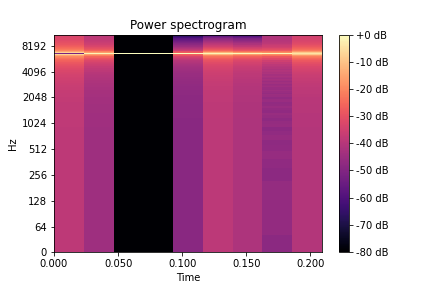 Power spectrogram
8192
4096
2048
1024
512
256
128
64
0
Hz
0.000 0.050 0.100 0.150 0.200
Time
+0 dB
-10 dB
-20 dB
-30 dB
-40 dB
-50 dB
-60 dB
-70 dB
-80 dB